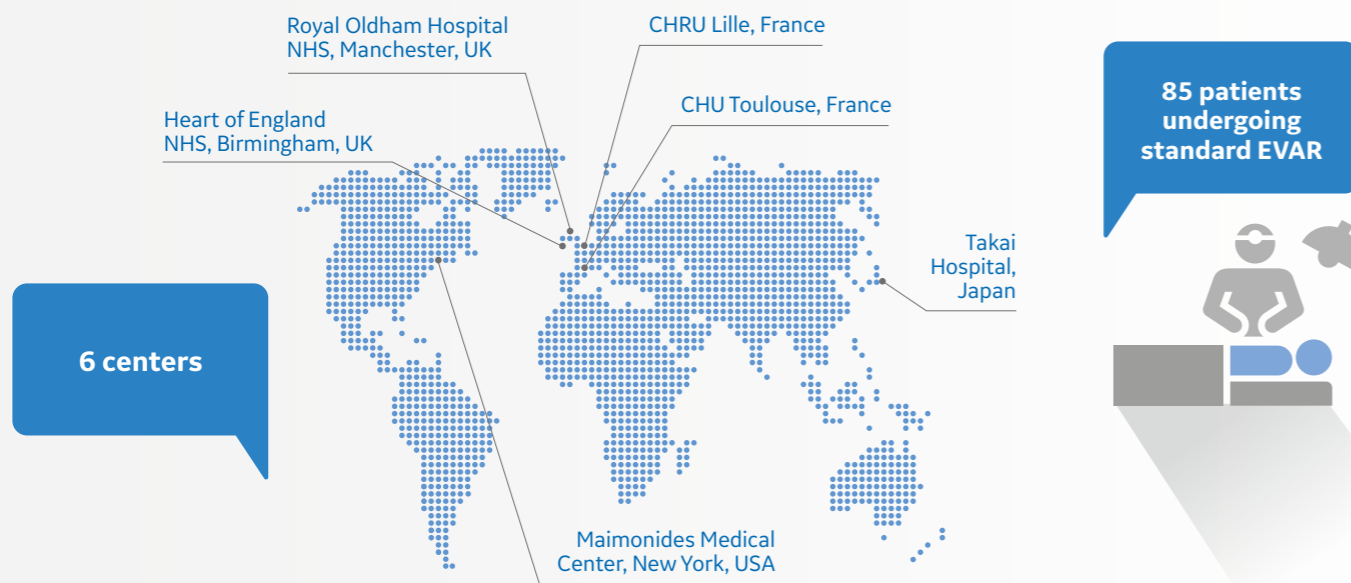 Royal Oldham Hospital
NHS, Manchester, UK
CHRU Lille, France
Heart of England
NHS, Birmingham, UK
CHU Toulouse, France
85 patients
undergoing
standard EVAR
Takai
Hospital,
Japan
6 centers
Maimonides Medical
Center, New York, USA